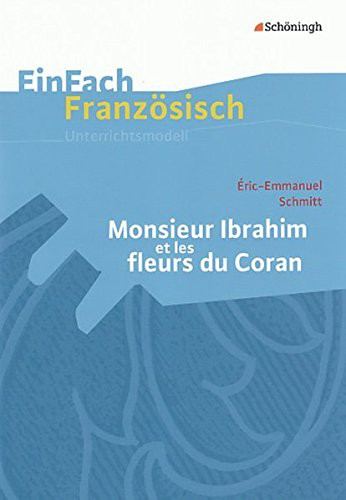 Schöningh
EinFach
Französisch
Unterrichtsmodell
Éric-Emmanuel
Schmitt
Monsieur Ibrahim
et les
fleurs du Coran